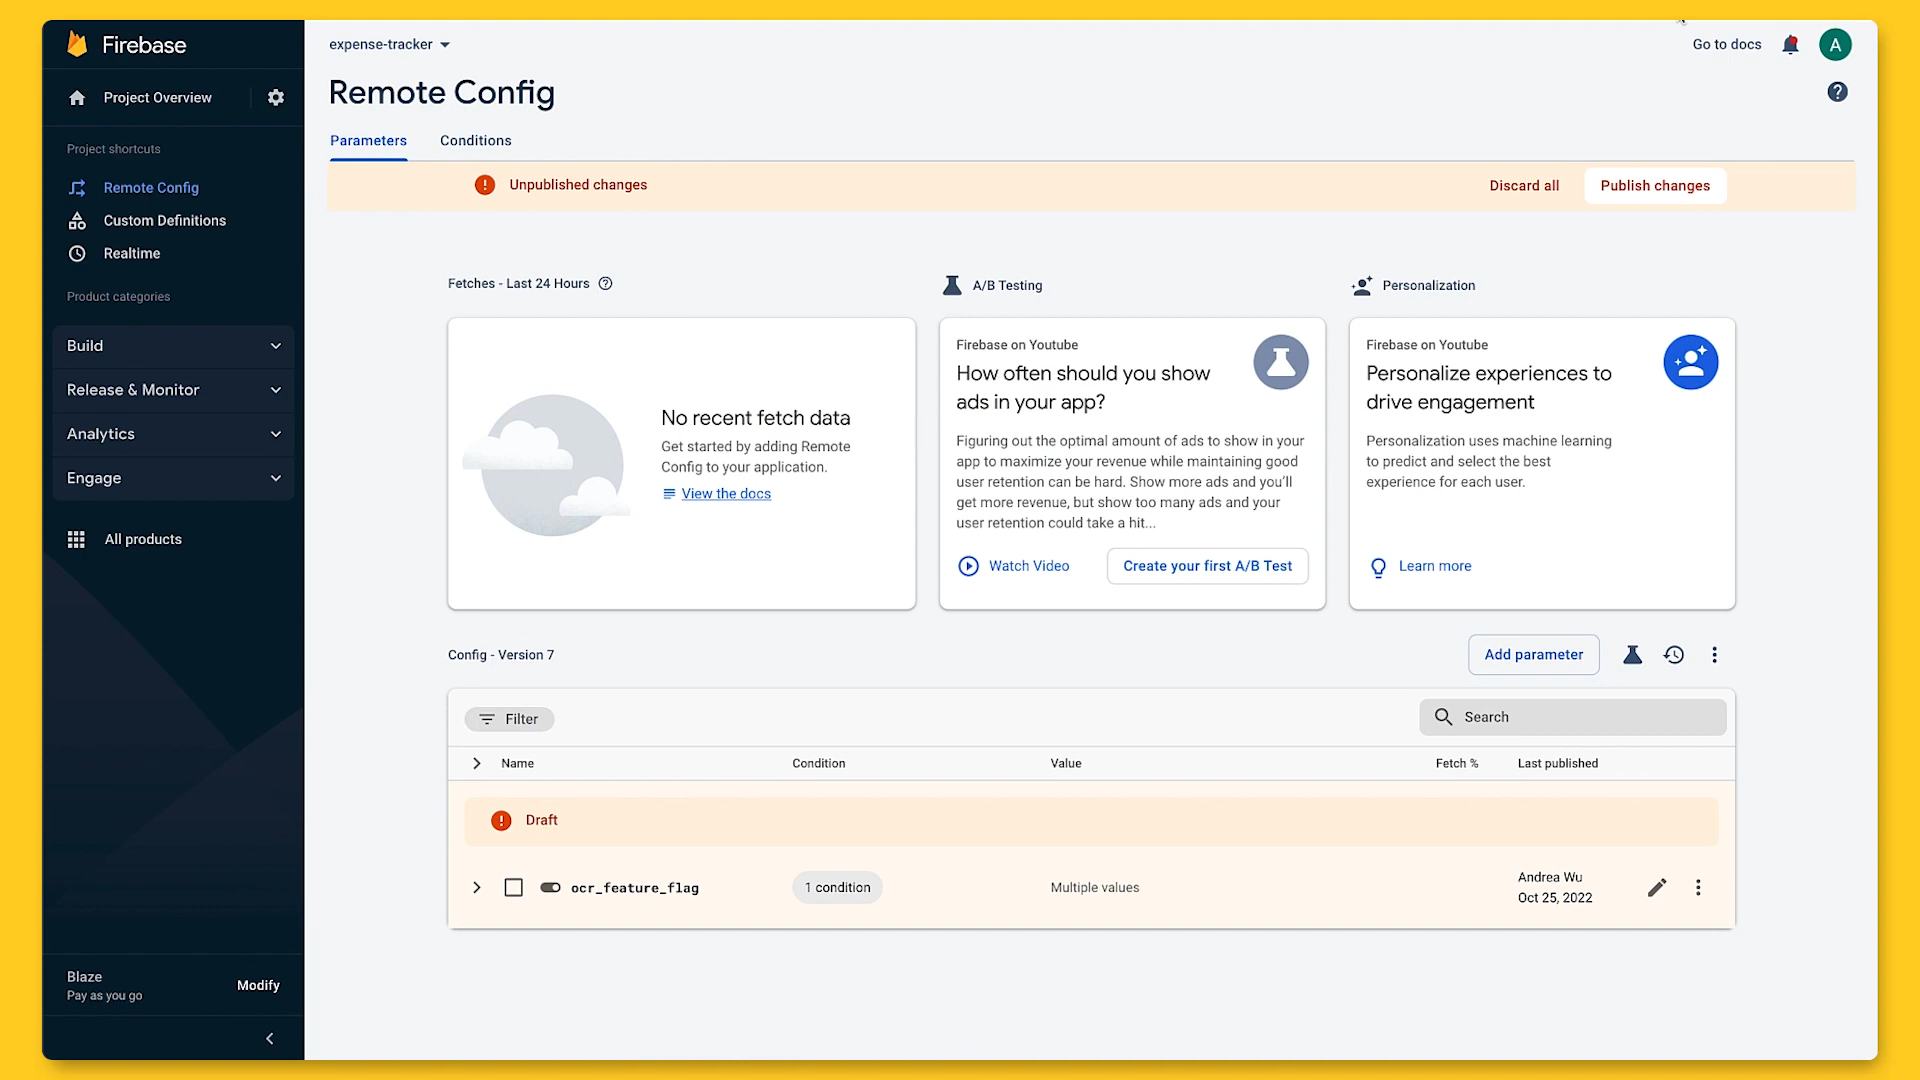 Firebase
Project Overview
Project shortcuts
Remote Config
Custom Definitions
Realtime
Product categories
Build
Release & Monitor
Analytics
Engage
All products
Blaze
Pay as you go
Modify
expense-tracker
Go to docs
A
Remote Config
Parameters
Conditions
Unpublished changes
Discard all
Publish changes
Fetches - Last 24 Hours
No recent fetch data
Get started by adding Remote
Config to your application.
View the docs
A/B Testing
Firebase on Youtube
How often should you show
ads in your app?
Figuring out the optimal amount of ads to show in your
app to maximize your revenue while maintaining good
user retention can be hard. Show more ads and you'll
get more revenue, but show too many ads and your
user retention could take a hit...
Watch Video
Create your first A/B Test
Personalization
Firebase on Youtube
Personalize experiences to
drive engagement
Personalization uses machine learning
to predict and select the best
experience for each user.
Learn more
Config - Version 7
Add parameter
Filter
Search
Name
Condition
Value
Fetch %
Last published
Draft
ocr_feature_flag
1 condition
Multiple values
Andrea Wu
Oct 25, 2022